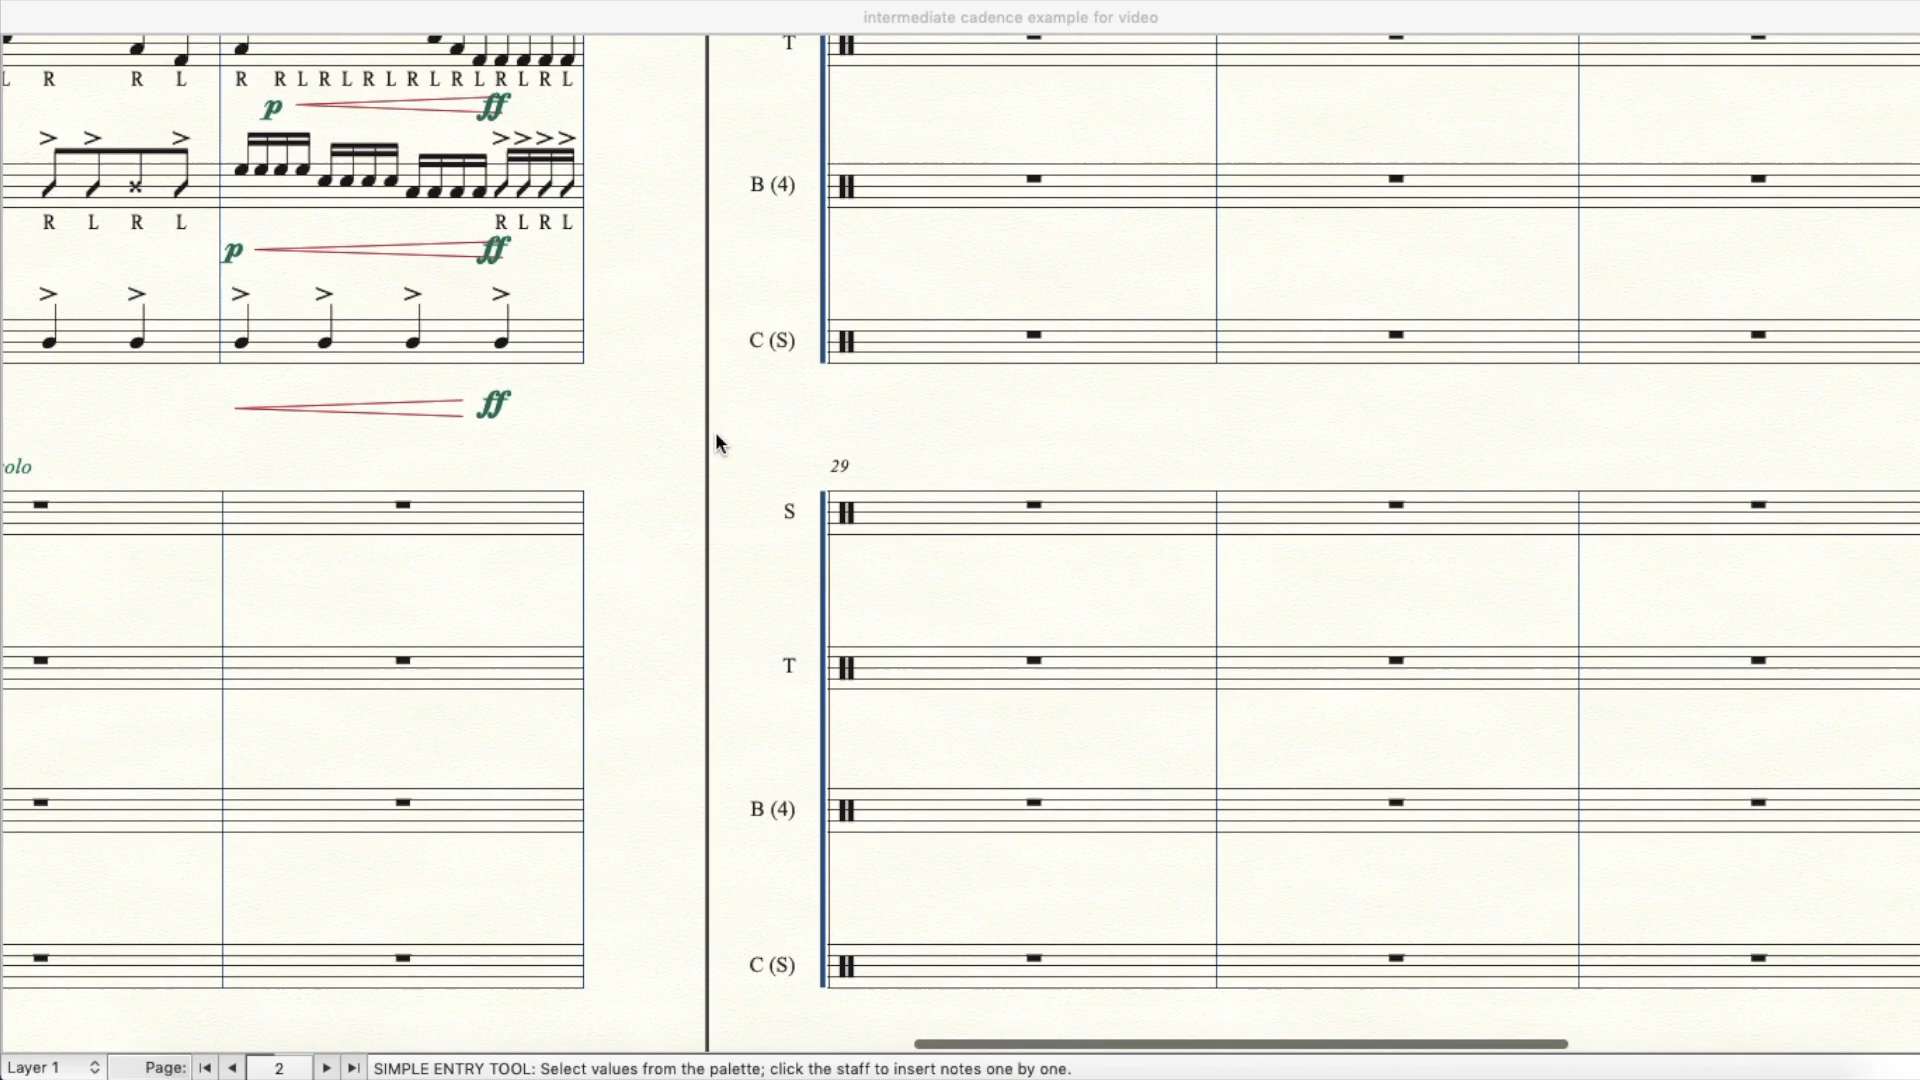 intermediate cadence example for video
L R R L R R L R L R L R L R L R L R L
p ff
R L R L R L R L
p ff
ff
olo
T
B (4)
C (S)
29
S
T
B (4)
C (S)
Layer 1 Page: 2 SIMPLE ENTRY TOOL: Select values from the palette; click the staff to insert notes one by one.